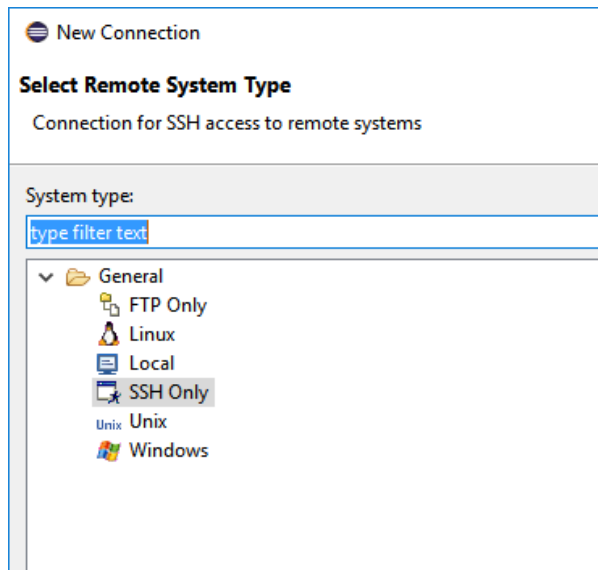 New Connection
Select Remote System Type
Connection for SSH access to remote systems
System type:
type filter text
General
FTP Only
Linux
Local
SSH Only
Unix Unix
Windows